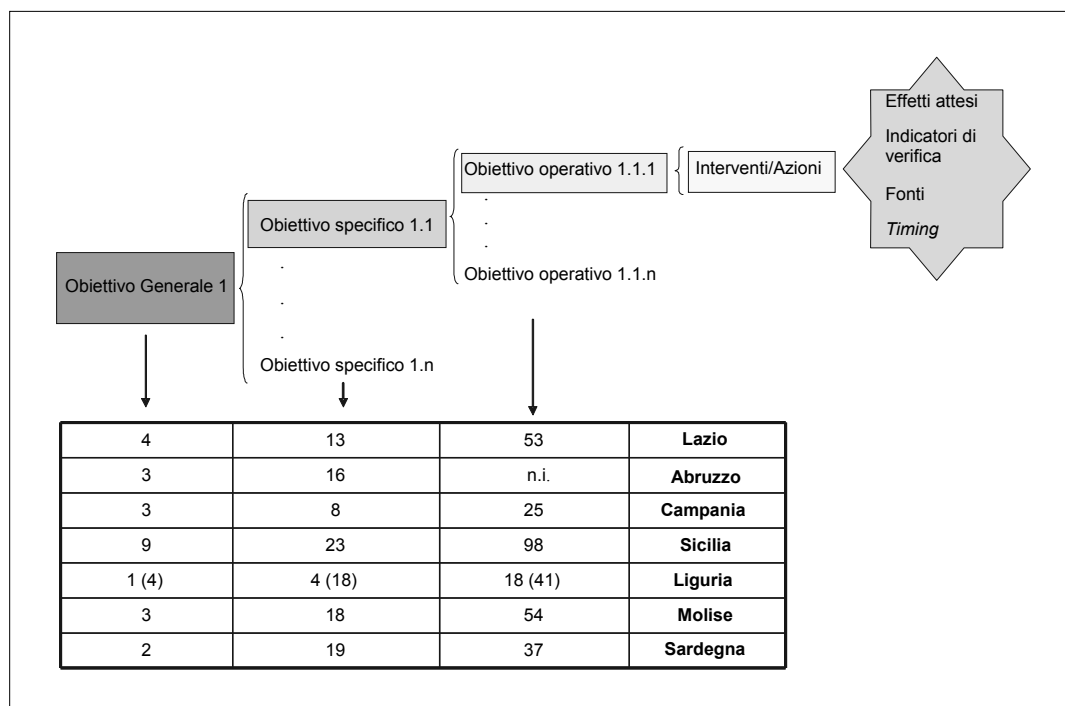 Effetti attesi
Indicatori di
verifica
Fonti
Timing
Obiettivo operativo 1.1.1
Interventi/Azioni
.
.
.
Obiettivo operativo 1.1.n
Obiettivo specifico 1.1
.
.
.
Obiettivo specifico 1.n
Obiettivo Generale 1
4 13 53 Lazio
3 16 n.i. Abruzzo
3 8 25 Campania
9 23 98 Sicilia
1 (4) 4 (18) 18 (41) Liguria
3 18 54 Molise
2 19 37 Sardegna